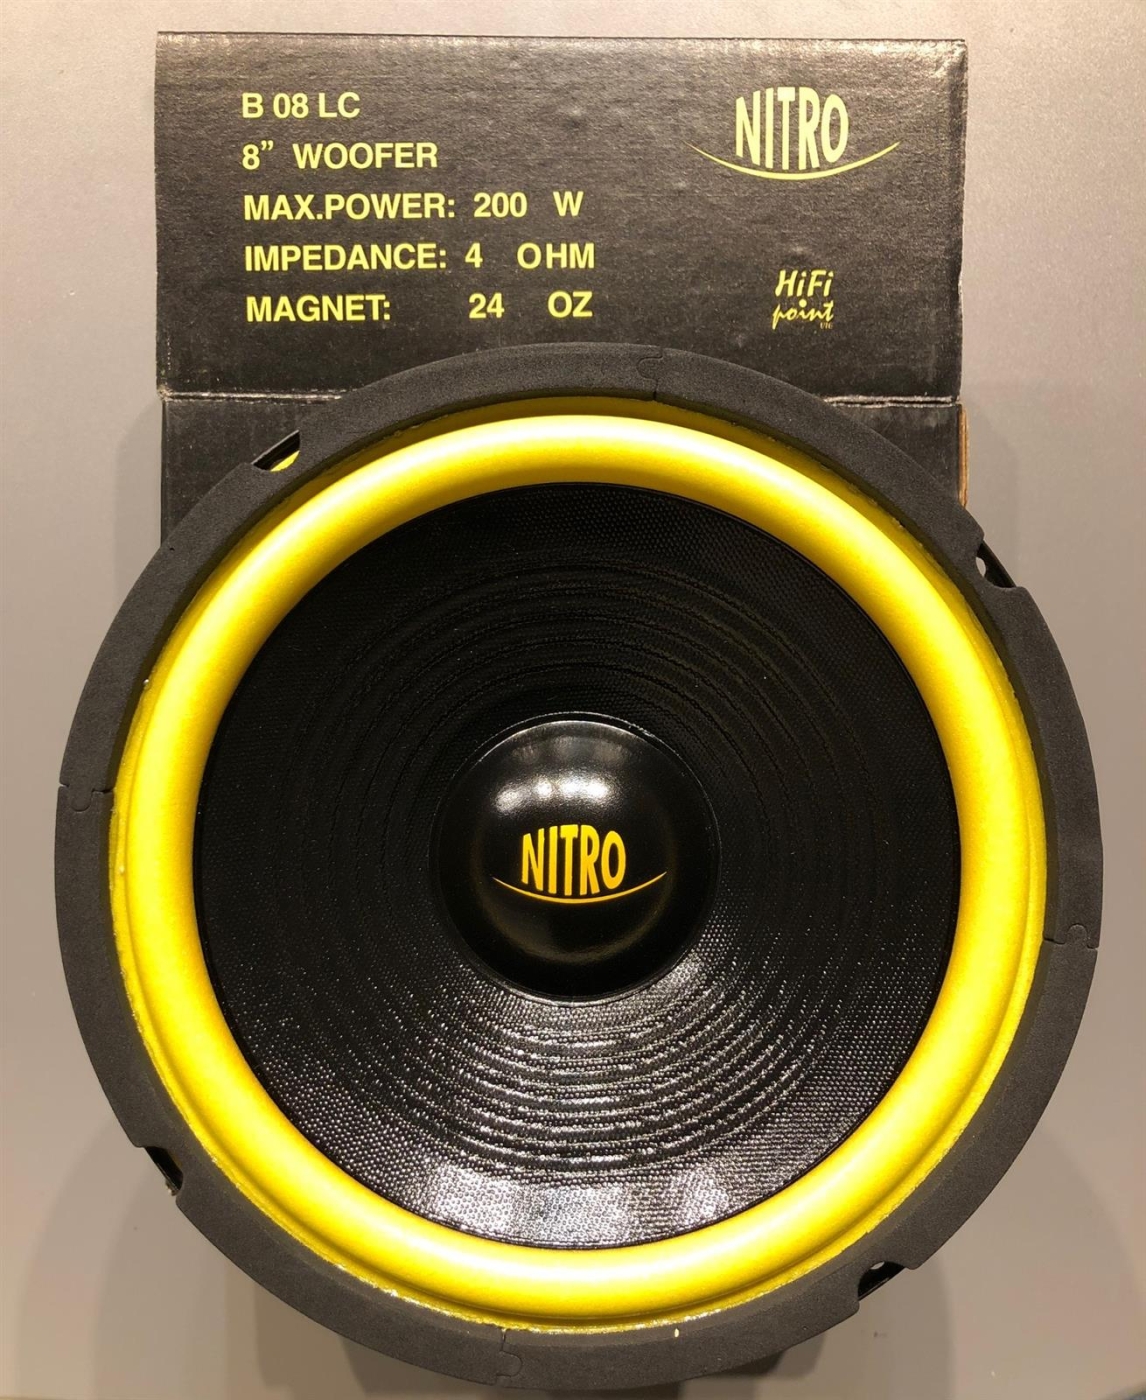 B 08 LC
8” WOOFER
MAX.POWER: 200 W
IMPEDANCE: 4 OHM
MAGNET: 24 OZ
NITRO
HiFi
point
NITRO